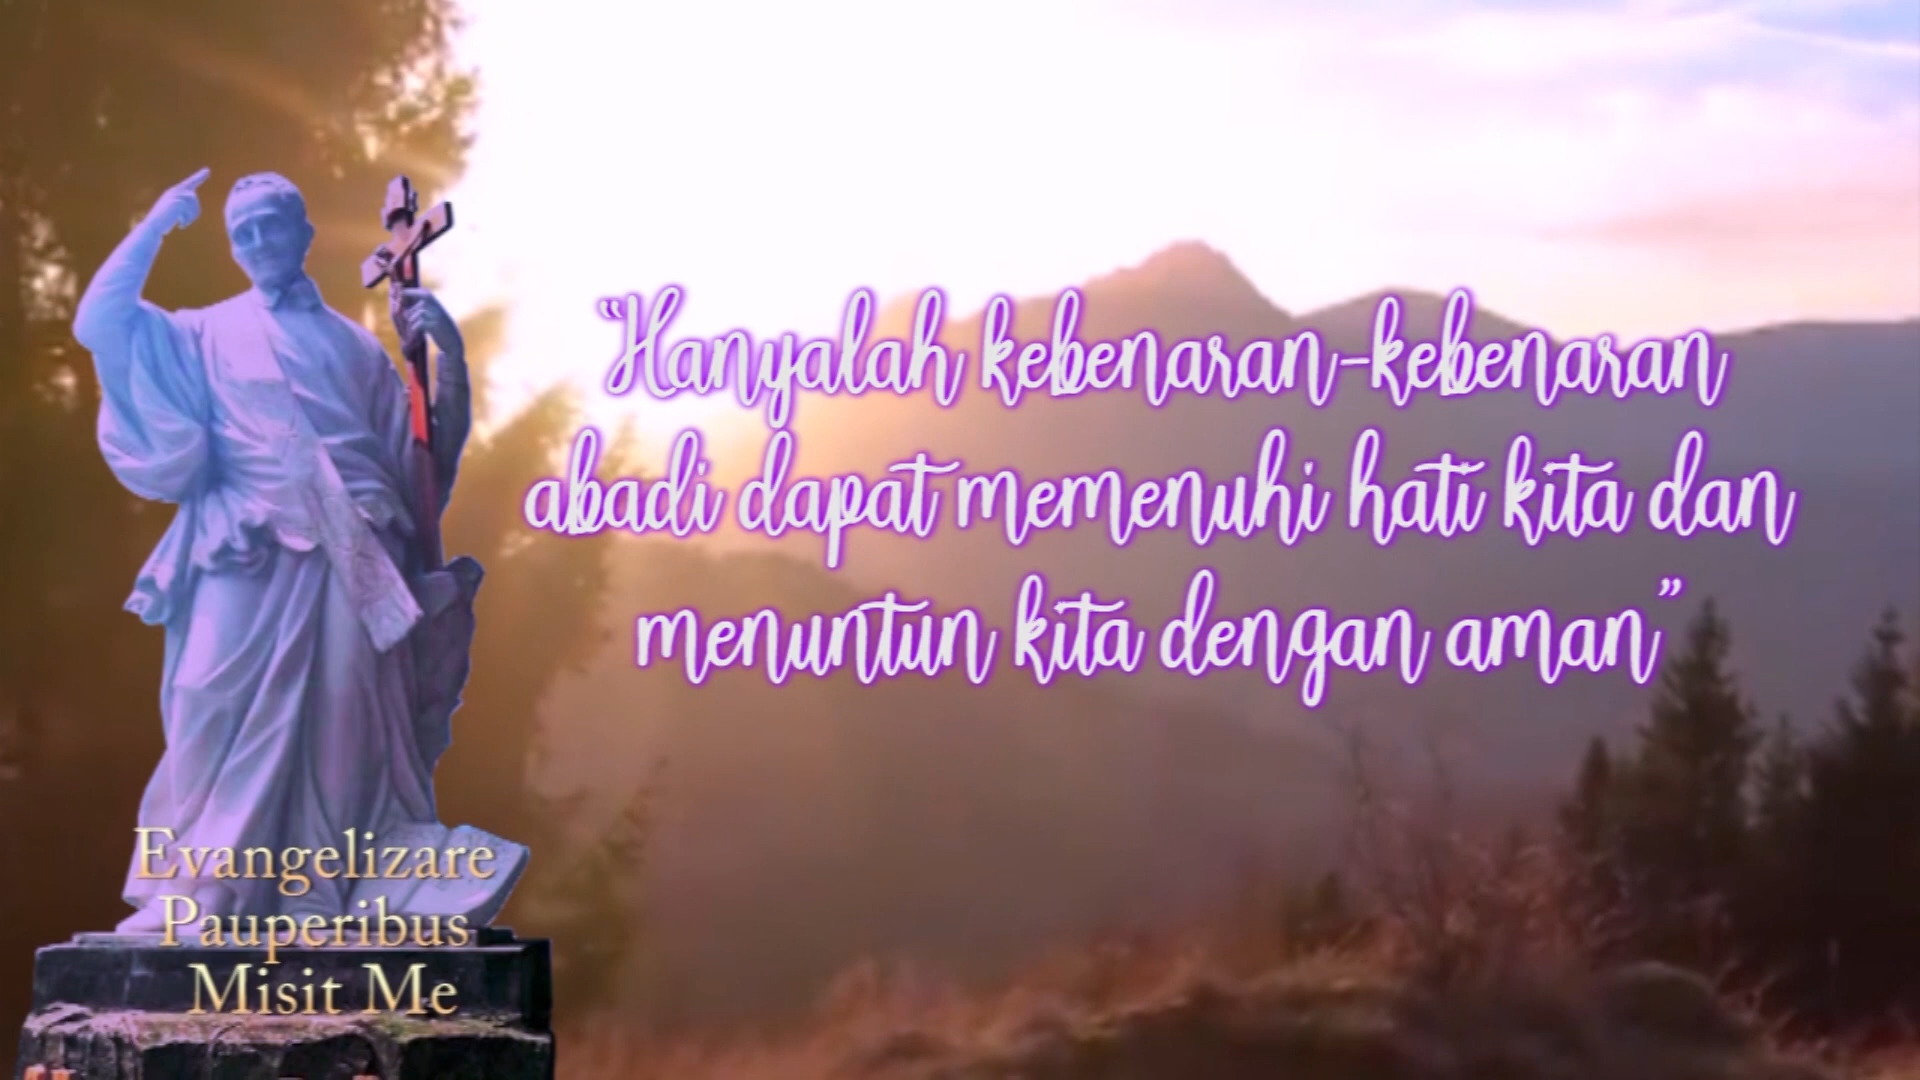 “Hanyalah kebenaran-kebenaran
abadi dapat memenuhi hati kita dan
menuntun kita dengan aman”
Evangelizare
Pauperibus
Misit Me